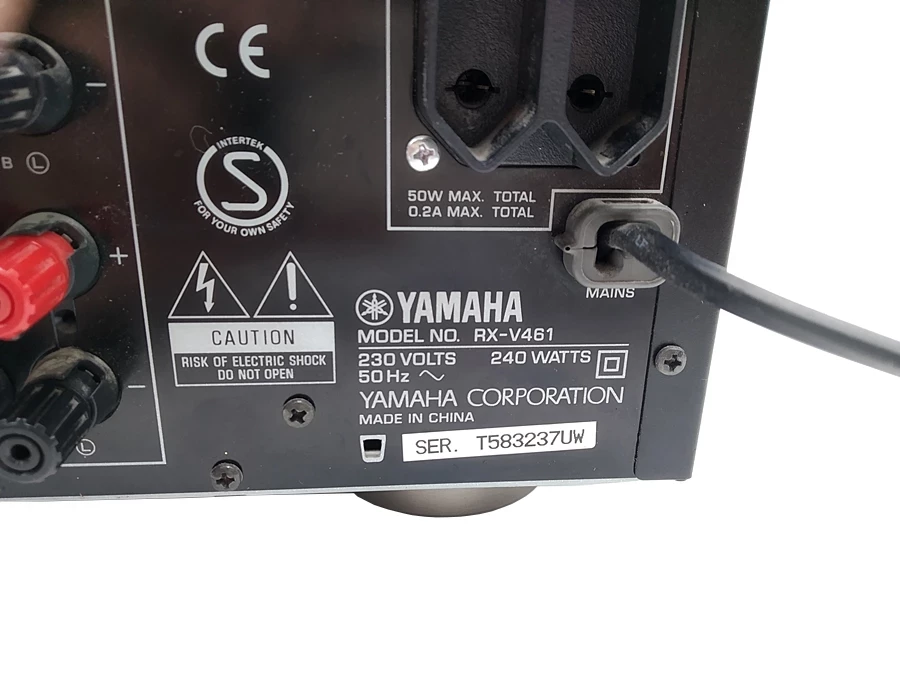 CE
−
INTERTEK
S
FOR YOUR OWN SAFETY
B L
50W MAX. TOTAL
0.2A MAX. TOTAL
+
MAINS
YAMAHA
CAUTION
RISK OF ELECTRIC SHOCK
DO NOT OPEN
MODEL NO. RX-V461
230 VOLTS 240 WATTS
50Hz ~
YAMAHA CORPORATION
MADE IN CHINA
−
L
SER. T583237UW